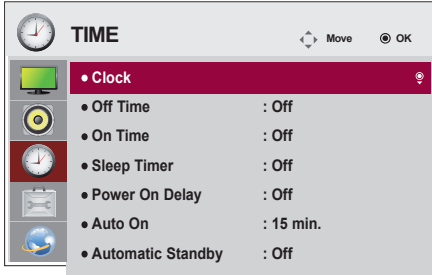 TIME Move OK
● Clock
● Off Time : Off
● On Time : Off
● Sleep Timer : Off
● Power On Delay : Off
● Auto On : 15 min.
● Automatic Standby : Off